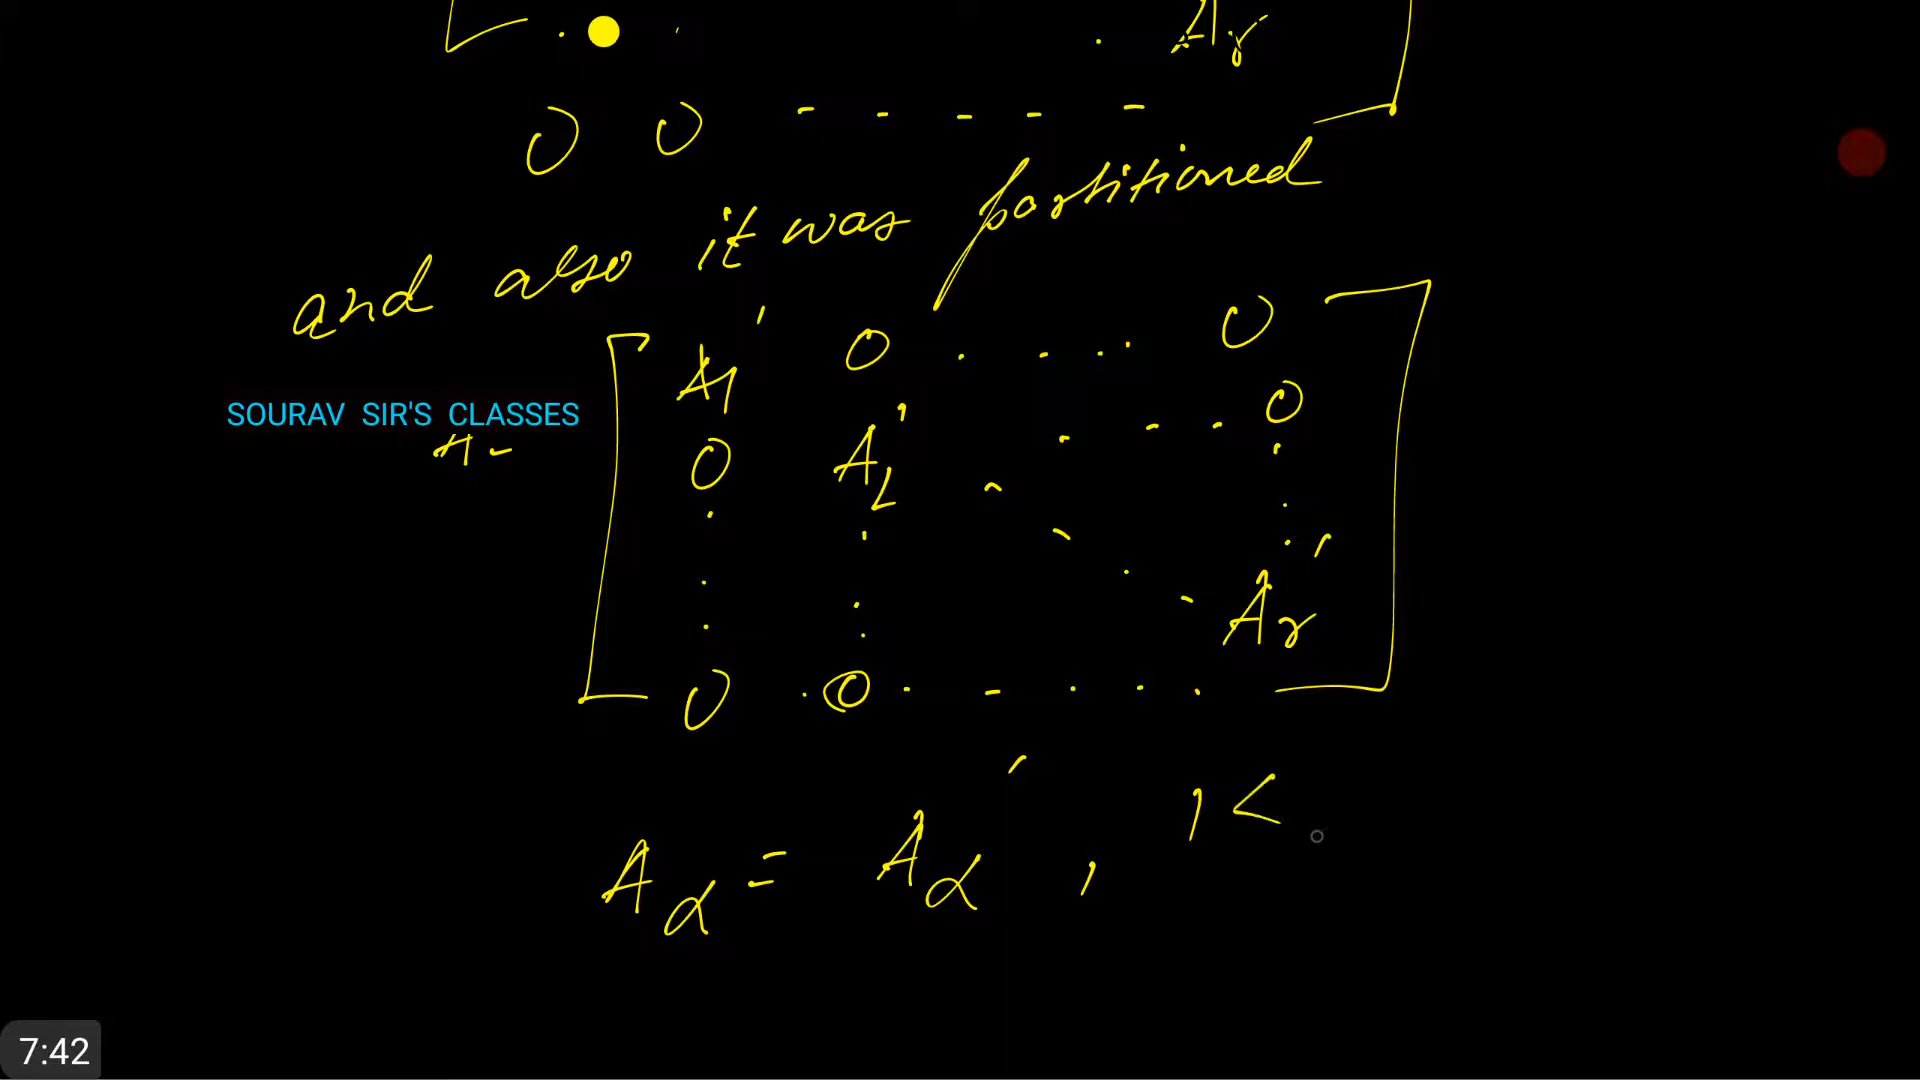 . . . . Ar
0 0 - - - - -
and also it was partitioned
A1' 0 . . . . 0
SOURAV SIR'S CLASSES
A -
0 A2' . . . 0
Ar'
0 . 0 . - . . .
Aα = Aα' , 1 <
7:42